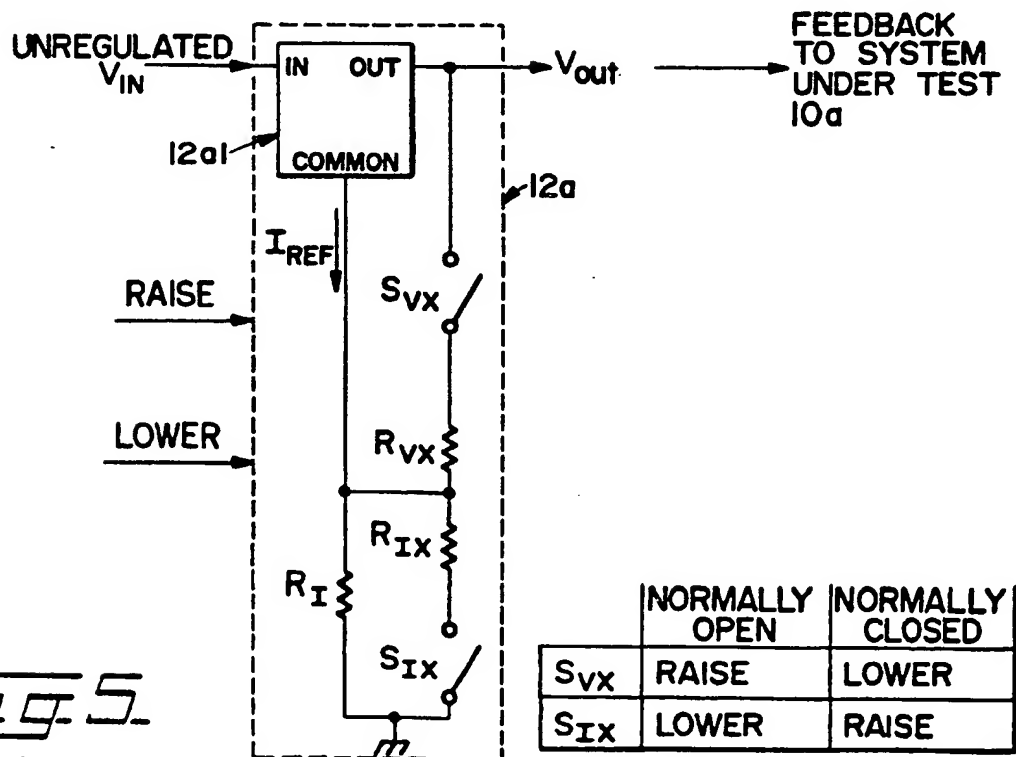 UNREGULATED
V_IN
IN OUT
COMMON
12a1
V_out
FEEDBACK
TO SYSTEM
UNDER TEST
10a
12a
I_REF
S_VX
RAISE
LOWER
R_VX
R_IX
R_I
S_IX
NORMALLY OPEN NORMALLY CLOSED
S_VX RAISE LOWER
S_IX LOWER RAISE